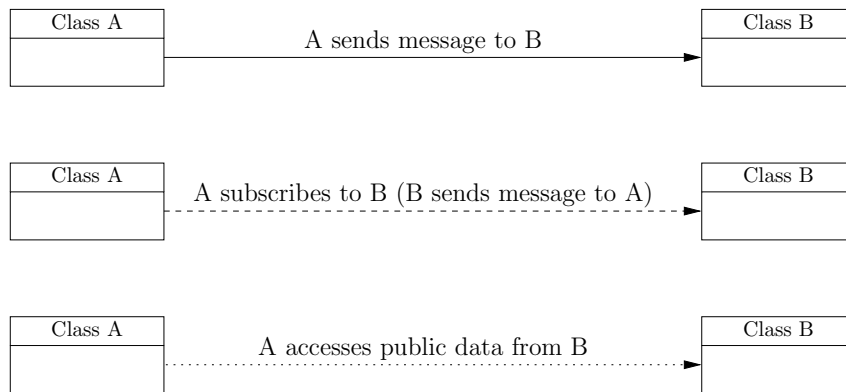 Class A
A sends message to B
Class B
Class A
A subscribes to B (B sends message to A)
Class B
Class A
A accesses public data from B
Class B